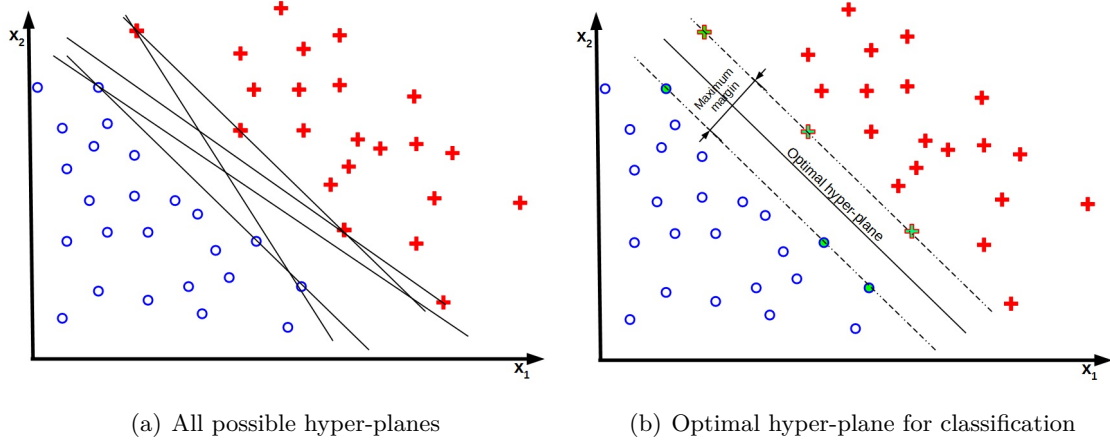 x2
x1
(a) All possible hyper-planes
x2
Maximum
margin
Optimal hyper-plane
x1
(b) Optimal hyper-plane for classification